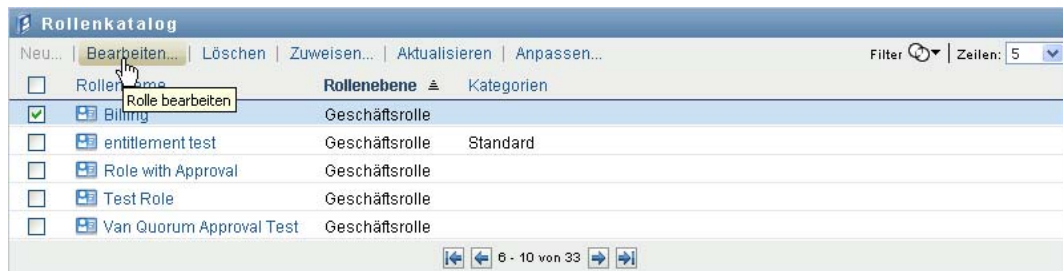 Rollenkatalog
Neu... | Bearbeiten... | Löschen | Zuweisen... | Aktualisieren | Anpassen... Filter | Zeilen: 5
Rollenebene Kategorien
Rolle bearbeiten
Billing Geschäftsrolle
entitlement test Geschäftsrolle Standard
Role with Approval Geschäftsrolle
Test Role Geschäftsrolle
Van Quorum Approval Test Geschäftsrolle
6 - 10 von 33